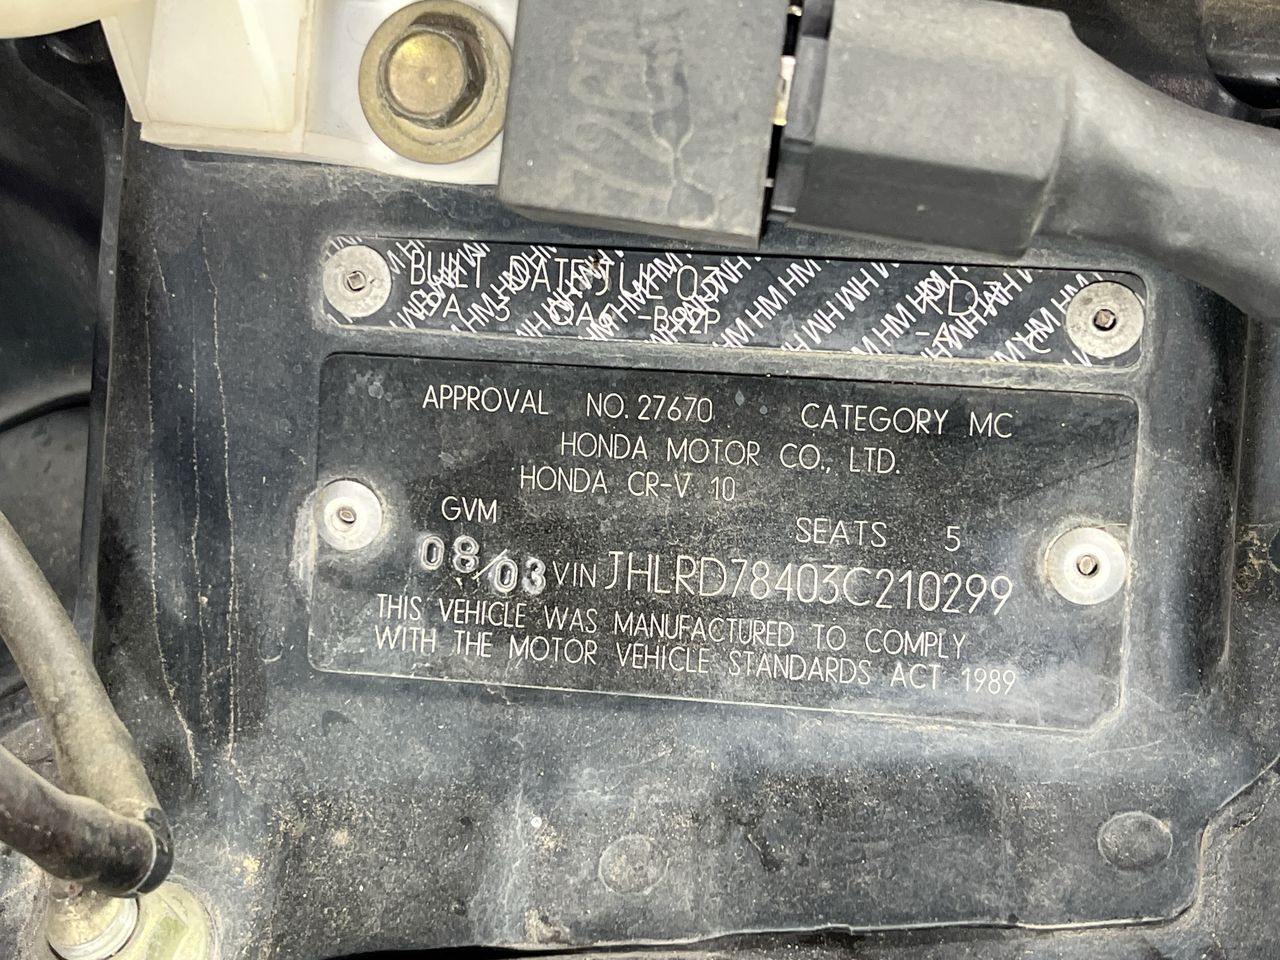 BUILT DATE JUL 03
-B92P
APPROVAL NO. 27670 CATEGORY MC
HONDA MOTOR CO., LTD.
HONDA CR-V 10
GVM SEATS 5
08/03 VIN JHLRD78403C210299
THIS VEHICLE WAS MANUFACTURED TO COMPLY
WITH THE MOTOR VEHICLE STANDARDS ACT 1989